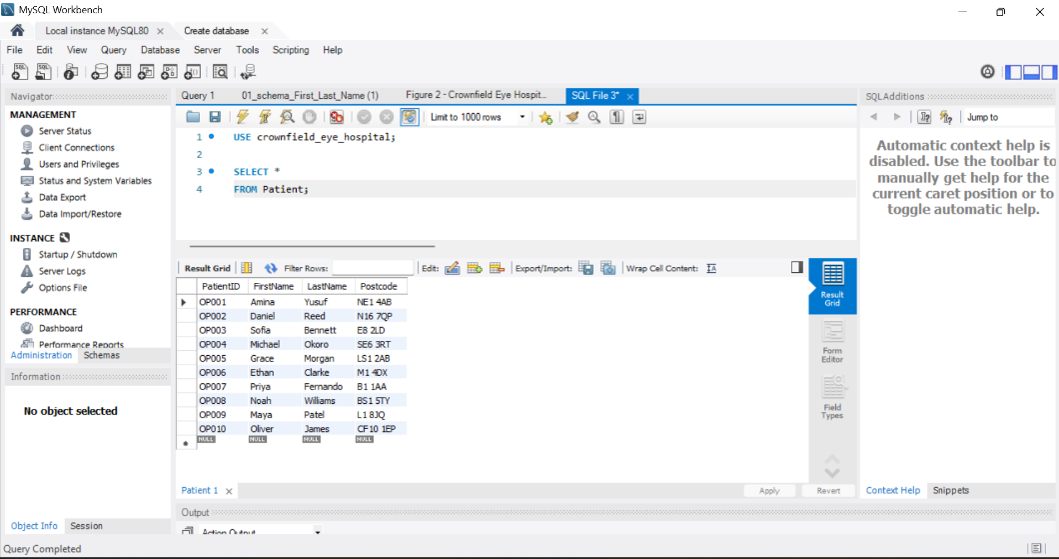 MySQL Workbench
Local instance MySQL80
Create database
File Edit View Query Database Server Tools Scripting Help
Navigator
MANAGEMENT
Server Status
Client Connections
Users and Privileges
Status and System Variables
Data Export
Data Import/Restore
INSTANCE
Startup / Shutdown
Server Logs
Options File
PERFORMANCE
Dashboard
Performance Reports
Administration Schemas
Information
No object selected
Object Info Session
Query Completed
Query 1 01_schema_First_Last_Name (1) Figure 2 - Crownfield Eye Hospit... SQL File 3*
Limit to 1000 rows
1 USE crownfield_eye_hospital;
2
3 SELECT *
4 FROM Patient;
Result Grid Filter Rows: Edit: Export/Import: Wrap Cell Content:
PatientID FirstName LastName Postcode
OP001 Amina Yusuf NE1 4AB
OP002 Daniel Reed N16 7QP
OP003 Sofia Bennett E8 2LD
OP004 Michael Okoro SE6 3RT
OP005 Grace Morgan LS1 2AB
OP006 Ethan Clarke M1 4DX
OP007 Priya Fernando B1 1AA
OP008 Noah Williams BS1 5TY
OP009 Maya Patel L1 8JQ
OP010 Oliver James CF10 1EP
NULL NULL NULL NULL
Result
Grid
Form
Editor
Field
Types
Patient 1
Apply Revert
Output
Action Output
SQLAdditions
Jump to
Automatic context help is
disabled. Use the toolbar to
manually get help for the
current caret position or to
toggle automatic help.
Context Help Snippets